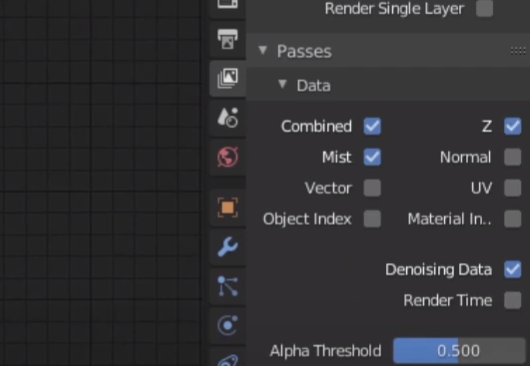 Render Single Layer
Passes
Data
Combined Z
Mist Normal
Vector UV
Object Index Material In..
Denoising Data
Render Time
Alpha Threshold 0.500